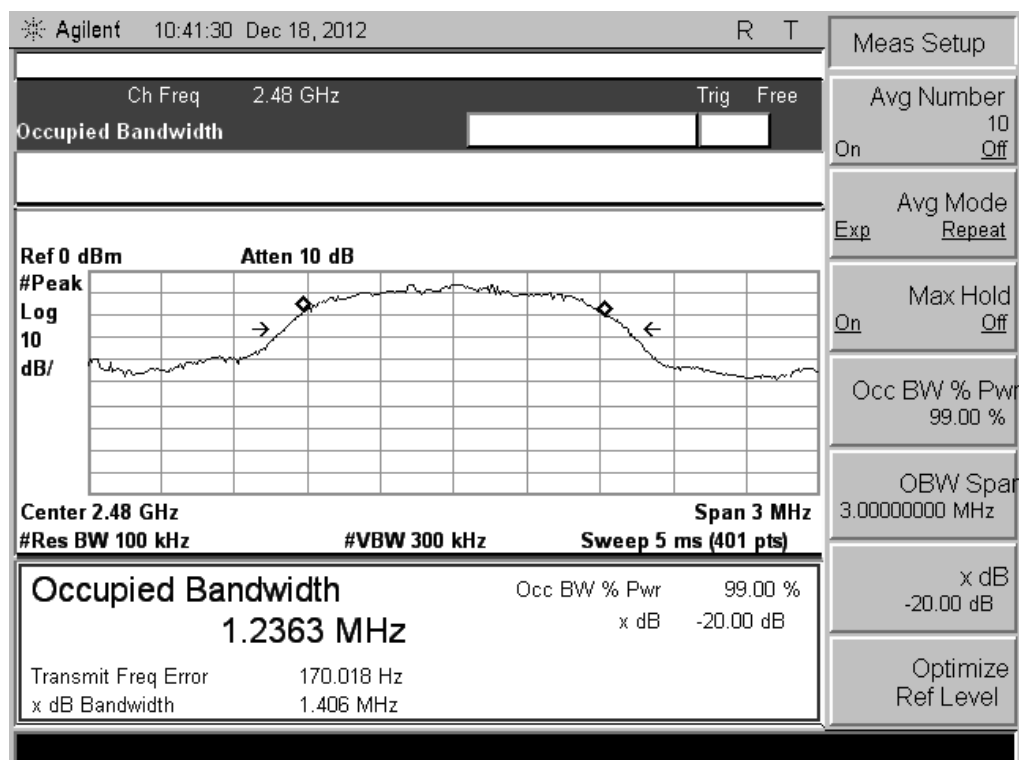 Agilent 10:41:30 Dec 18, 2012 R T
Ch Freq 2.48 GHz Trig Free
Occupied Bandwidth
Ref 0 dBm Atten 10 dB
#Peak
Log
10
dB/
Center 2.48 GHz Span 3 MHz
#Res BW 100 kHz #VBW 300 kHz Sweep 5 ms (401 pts)
Occupied Bandwidth Occ BW % Pwr 99.00 %
1.2363 MHz x dB -20.00 dB
Transmit Freq Error 170.018 Hz
x dB Bandwidth 1.406 MHz
Meas Setup
Avg Number
10
On Off
Avg Mode
Exp Repeat
Max Hold
On Off
Occ BW % Pwr
99.00 %
OBW Span
3.00000000 MHz
x dB
-20.00 dB
Optimize
Ref Level